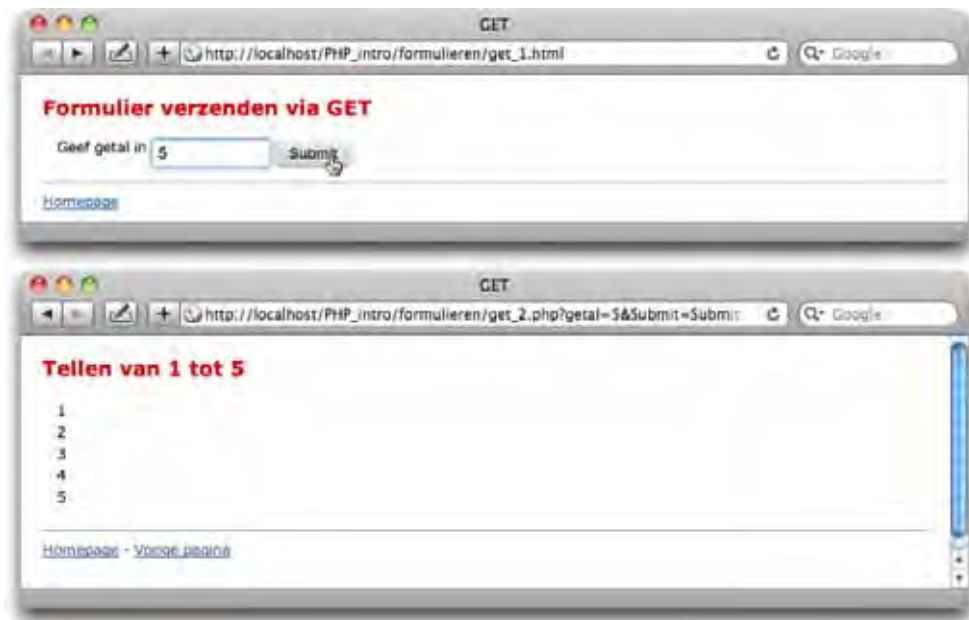 GET
http://localhost/PHP_intro/formulieren/get_1.html
Google
Formulier verzenden via GET
Geef getal in 5 Submit
Homepage
GET
http://localhost/PHP_intro/formulieren/get_2.php?getal=5&Submit=Submit
Google
Tellen van 1 tot 5
1
2
3
4
5
Homepage - Vorige pagina